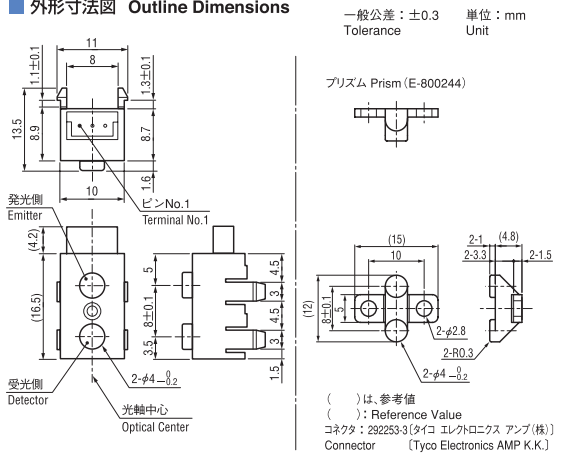 外形寸法図 Outline Dimensions
一般公差：±0.3 単位：mm
Tolerance Unit
11
8
1.1±0.1
1.3±0.1
13.5
8.9
8.7
1.6
10
ピンNo.1
Terminal No.1
プリズム Prism（E-800244）
発光側
Emitter
(4.2)
(16.5)
5
8±0.1
3.5
4.5
3
4.5
3
1.5
受光側
Detector
2-φ4 0 −0.2
光軸中心
Optical Center
(15)
10
(12)
8±0.1
5
2-φ2.8
2-R0.3
2-φ4 0 −0.2
2-1 (4.8)
2-3.3 2-1.5
（　　）は、参考値
（　　）：Reference Value
コネクタ：292253-3〔タイコ エレクトロニクス アンプ（株）〕
Connector 〔Tyco Electronics AMP K.K.〕